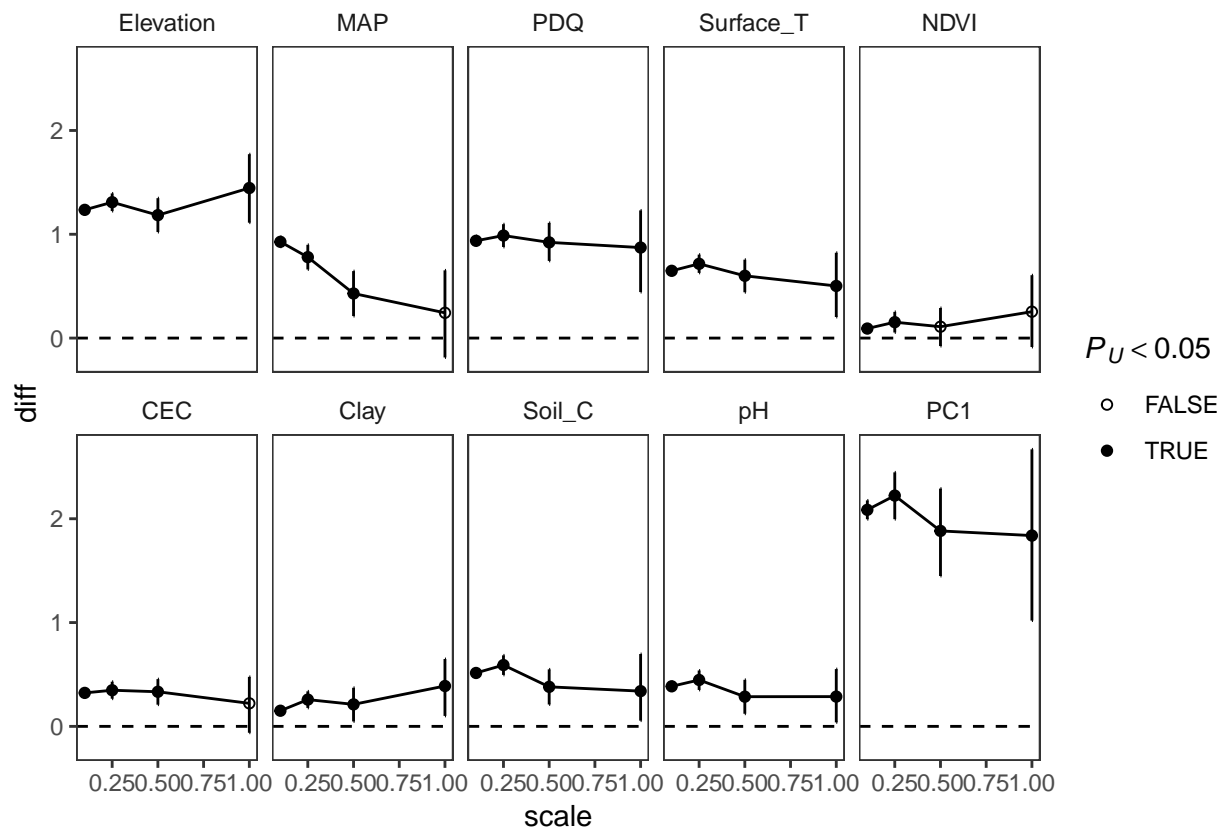 Elevation MAP PDQ Surface_T NDVI
2
1
0
diff
CEC Clay Soil_C pH PC1
2
1
0
0.250.500.751.00 0.250.500.751.00 0.250.500.751.00 0.250.500.751.00 0.250.500.751.00
scale
P U < 0.05
FALSE
TRUE